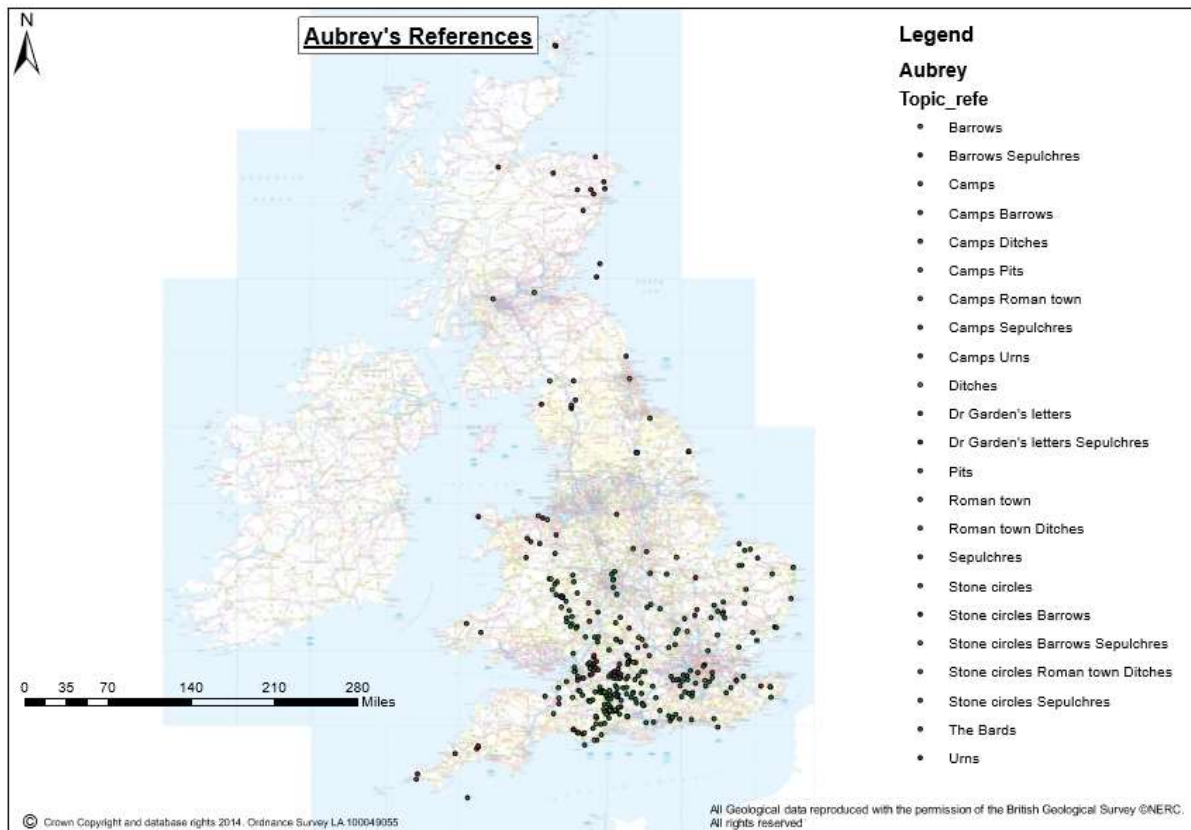 N
Aubrey's References
Legend
Aubrey
Topic_refe
Barrows
Barrows Sepulchres
Camps
Camps Barrows
Camps Ditches
Camps Pits
Camps Roman town
Camps Sepulchres
Camps Urns
Ditches
Dr Garden's letters
Dr Garden's letters Sepulchres
Pits
Roman town
Roman town Ditches
Sepulchres
Stone circles
Stone circles Barrows
Stone circles Barrows Sepulchres
Stone circles Roman town Ditches
Stone circles Sepulchres
The Bards
Urns
0 35 70 140 210 280
Miles
© Crown Copyright and database rights 2014. Ordnance Survey LA 100049055
All Geological data reproduced with the permission of the British Geological Survey ©NERC.
All rights reserved